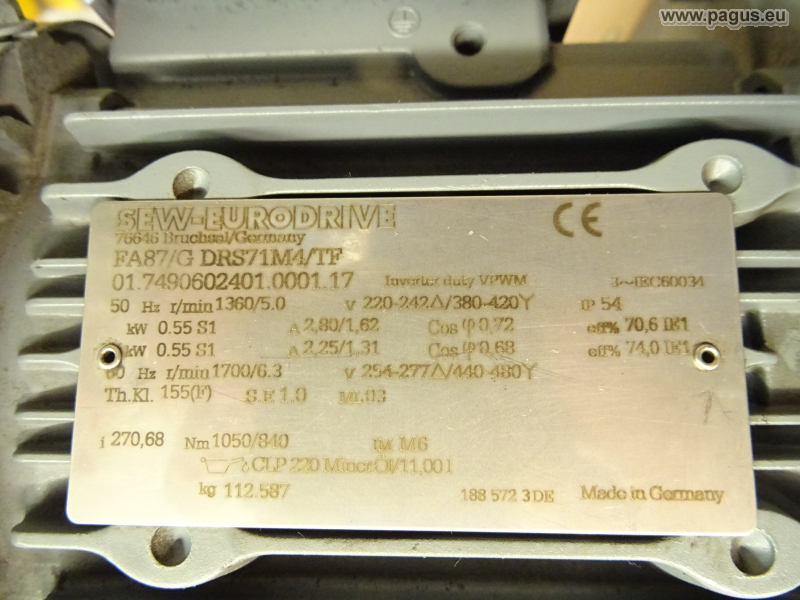 www.pagus.eu
SEW-EURODRIVE CE
76646 Bruchsal/Germany
FA87/G DRS71M4/TF
01.7490602401.0001.17 Inverter duty VPWM 3~IEC60034
50 Hz r/min 1360/5.0 V 220-242Δ/380-420Y IP 54
kW 0.55 S1 A 2,80/1,62 Cos φ 0,72 eff% 70,6 IE1
kW 0.55 S1 A 2,25/1,31 Cos φ 0,68 eff% 74,0 IE1
60 Hz r/min 1700/6.3 V 254-277Δ/440-480Y
Th.Kl. 155(F) S.F 1.0 ML03
i 270,68 Nm 1050/840 IM M6
CLP 220 Miner.Öl/11,00 l
kg 112.587 188 572 3 DE Made in Germany